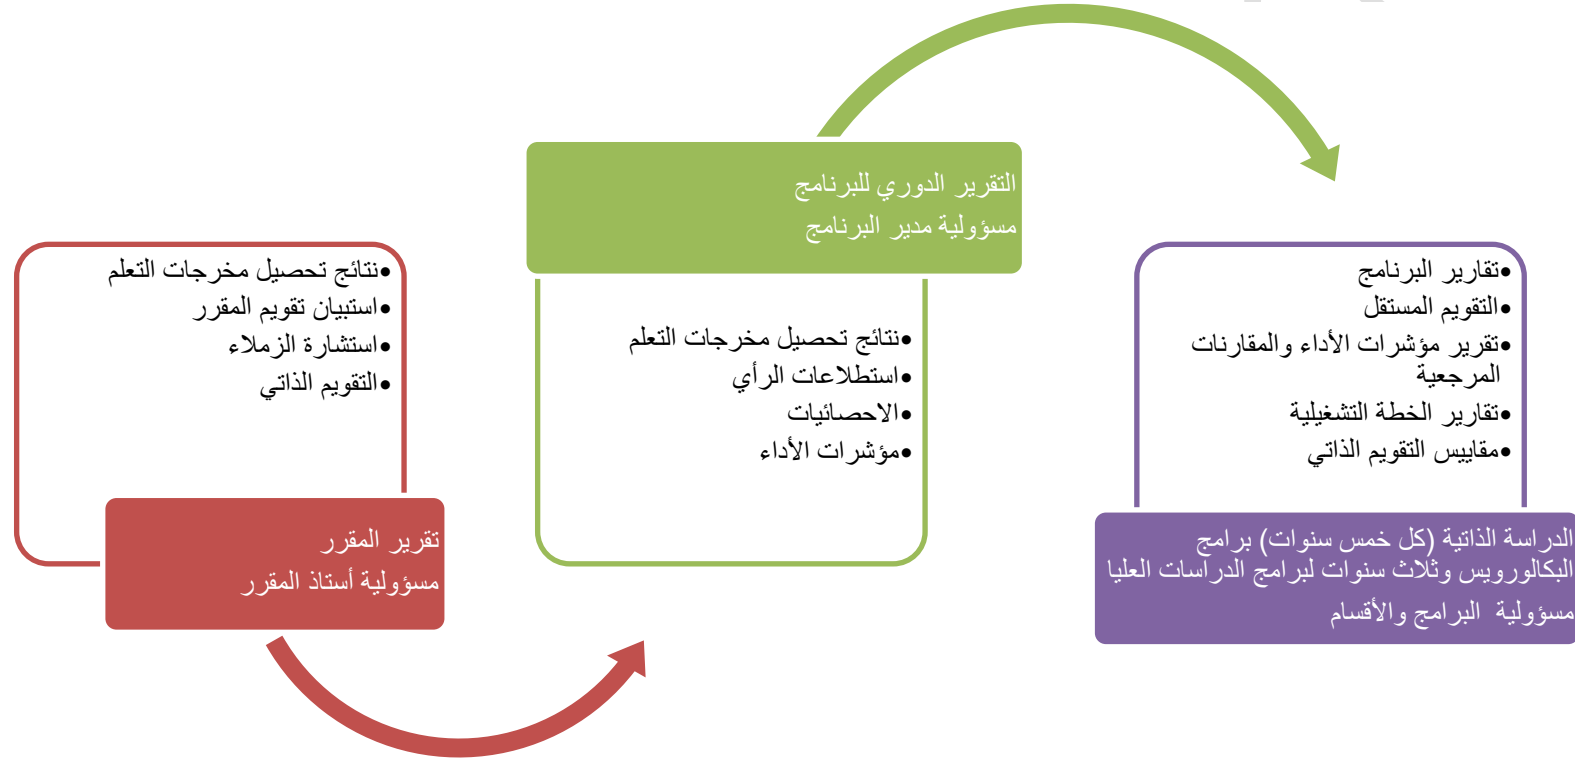 •نتائج تحصيل مخرجات التعلم
•استبيان تقويم المقرر
•استشارة الزملاء
•التقويم الذاتي
تقرير المقرر
مسؤولية أستاذ المقرر
التقرير الدوري للبرنامج
مسؤولية مدير البرنامج
•نتائج تحصيل مخرجات التعلم
•استطلاعات الرأي
•الاحصائيات
•مؤشرات الأداء
•تقارير البرنامج
•التقويم المستقل
•تقرير مؤشرات الأداء والمقارنات
المرجعية
•تقارير الخطة التشغيلية
•مقاييس التقويم الذاتي
الدراسة الذاتية (كل خمس سنوات) برامج
البكالورويس وثلاث سنوات لبرامج الدراسات العليا
مسؤولية البرامج والأقسام